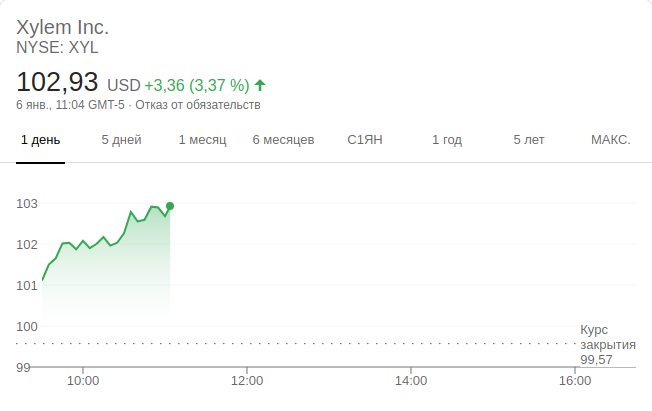 Xylem Inc.
NYSE: XYL
102,93 USD +3,36 (3,37 %)
6 янв., 11:04 GMT-5 · Отказ от обязательств
1 день 5 дней 1 месяц 6 месяцев С1ЯН 1 год 5 лет МАКС.
103
102
101
100
Курс
закрытия
99,57
99
10:00 12:00 14:00 16:00